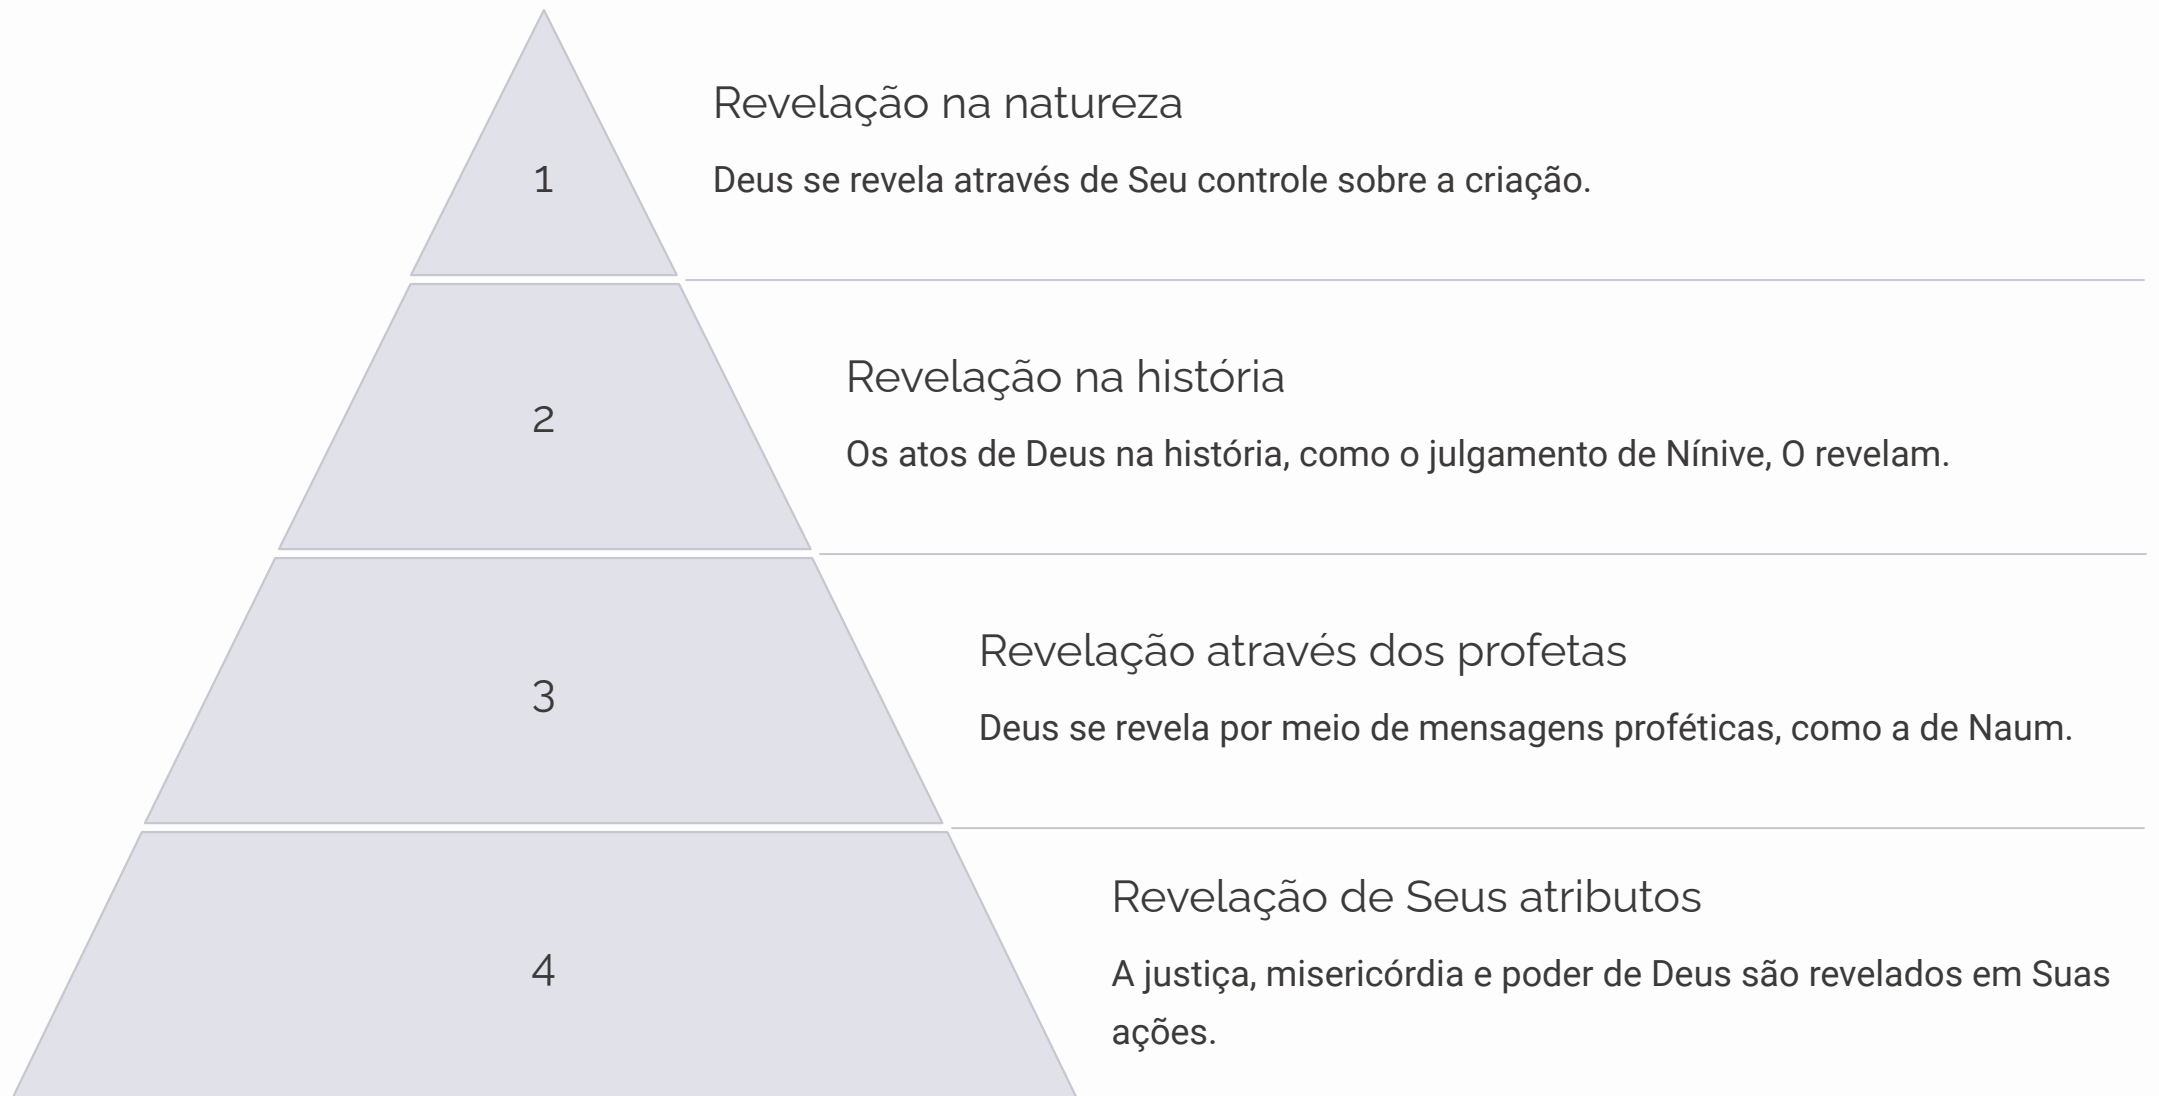 1
Revelação na natureza
Deus se revela através de Seu controle sobre a criação.
2
Revelação na história
Os atos de Deus na história, como o julgamento de Nínive, O revelam.
3
Revelação através dos profetas
Deus se revela por meio de mensagens proféticas, como a de Naum.
4
Revelação de Seus atributos
A justiça, misericórdia e poder de Deus são revelados em Suas
ações.